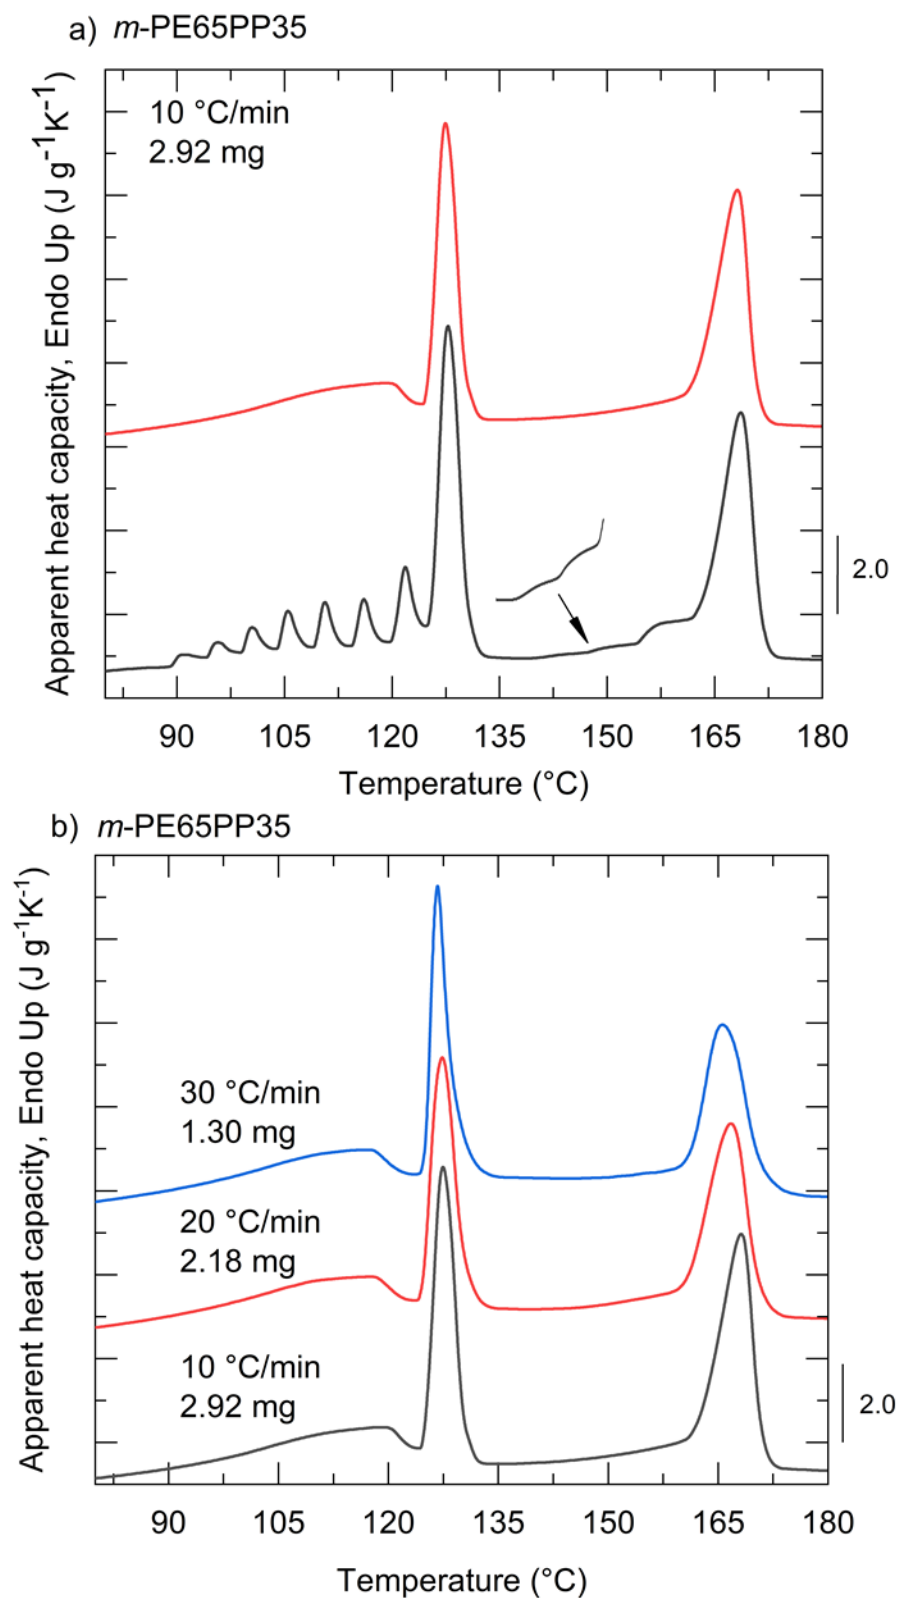 a) m-PE65PP35
10 °C/min
2.92 mg
Apparent heat capacity, Endo Up (J g⁻¹K⁻¹)
2.0
90 105 120 135 150 165 180
Temperature (°C)
b) m-PE65PP35
Apparent heat capacity, Endo Up (J g⁻¹K⁻¹)
30 °C/min
1.30 mg
20 °C/min
2.18 mg
10 °C/min
2.92 mg
2.0
90 105 120 135 150 165 180
Temperature (°C)